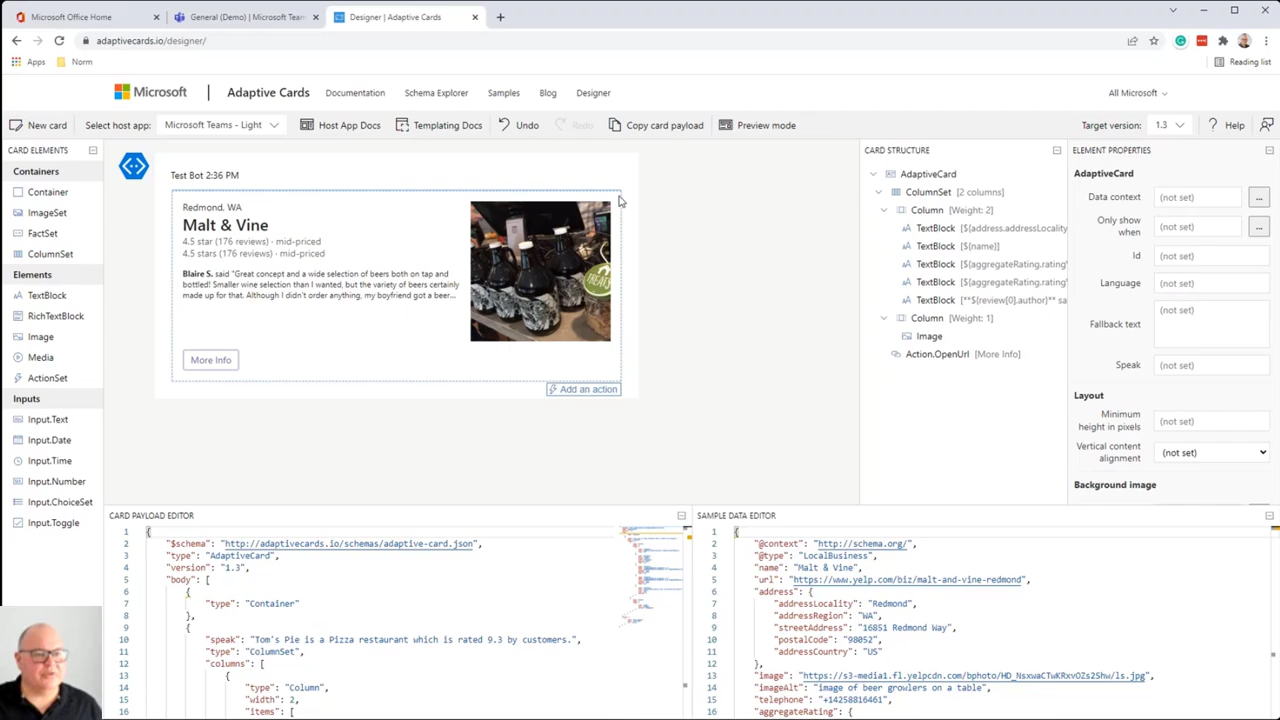 Microsoft Office Home
General (Demo) | Microsoft Team
Designer | Adaptive Cards
adaptivecards.io/designer/
Reading list
Apps
Norm
Microsoft
Adaptive Cards
Documentation
Schema Explorer
Samples
Blog
Designer
All Microsoft
New card
Select host app:
Microsoft Teams - Light
Host App Docs
Templating Docs
Undo
Redo
Copy card payload
Preview mode
Target version:
1.3
Help
CARD ELEMENTS
Containers
Container
ImageSet
FactSet
ColumnSet
Elements
TextBlock
RichTextBlock
Image
Media
ActionSet
Inputs
Input.Text
Input.Date
Input.Time
Input.Number
Input.ChoiceSet
Input.Toggle
Test Bot 2:36 PM
Redmond, WA
Malt & Vine
4.5 star (176 reviews) · mid-priced
4.5 stars (176 reviews) · mid-priced
Blaire S. said "Great concept and a wide selection of beers both on tap and
bottled! Smaller wine selection than I wanted, but the variety of beers certainly
made up for that. Although I didn't order anything, my boyfriend got a beer...
More Info
Add an action
CARD STRUCTURE
AdaptiveCard
ColumnSet [2 columns]
Column [Weight: 2]
TextBlock [${address.addressLocality
TextBlock [${name}]
TextBlock [${aggregateRating.rating
TextBlock [${aggregateRating.rating
TextBlock [**${review[0].author}** sa
Column [Weight: 1]
Image
Action.OpenUrl [More Info]
ELEMENT PROPERTIES
AdaptiveCard
Data context
(not set)
...
Only show
when
(not set)
...
Id
(not set)
Language
(not set)
Fallback text
(not set)
Speak
(not set)
Layout
Minimum
height in pixels
(not set)
Vertical content
alignment
(not set)
Background image
CARD PAYLOAD EDITOR
1 {
2 "$schema": "http://adaptivecards.io/schemas/adaptive-card.json",
3 "type": "AdaptiveCard",
4 "version": "1.3",
5 "body": [
6 {
7 "type": "Container"
8 },
9 {
10 "speak": "Tom's Pie is a Pizza restaurant which is rated 9.3 by customers.",
11 "type": "ColumnSet",
12 "columns": [
13 {
14 "type": "Column",
15 "width": 2,
16 "items": [
SAMPLE DATA EDITOR
1 {
2 "@context": "http://schema.org/",
3 "@type": "LocalBusiness",
4 "name": "Malt & Vine",
5 "url": "https://www.yelp.com/biz/malt-and-vine-redmond",
6 "address": {
7 "addressLocality": "Redmond",
8 "addressRegion": "WA",
9 "streetAddress": "16851 Redmond Way",
10 "postalCode": "98052",
11 "addressCountry": "US"
12 },
13 "image": "https://s3-media1.fl.yelpcdn.com/bphoto/HD_NsxwaCTwKRxvOZs2Shw/ls.jpg",
14 "imageAlt": "image of beer growlers on a table",
15 "telephone": "+14258816461",
16 "aggregateRating": {